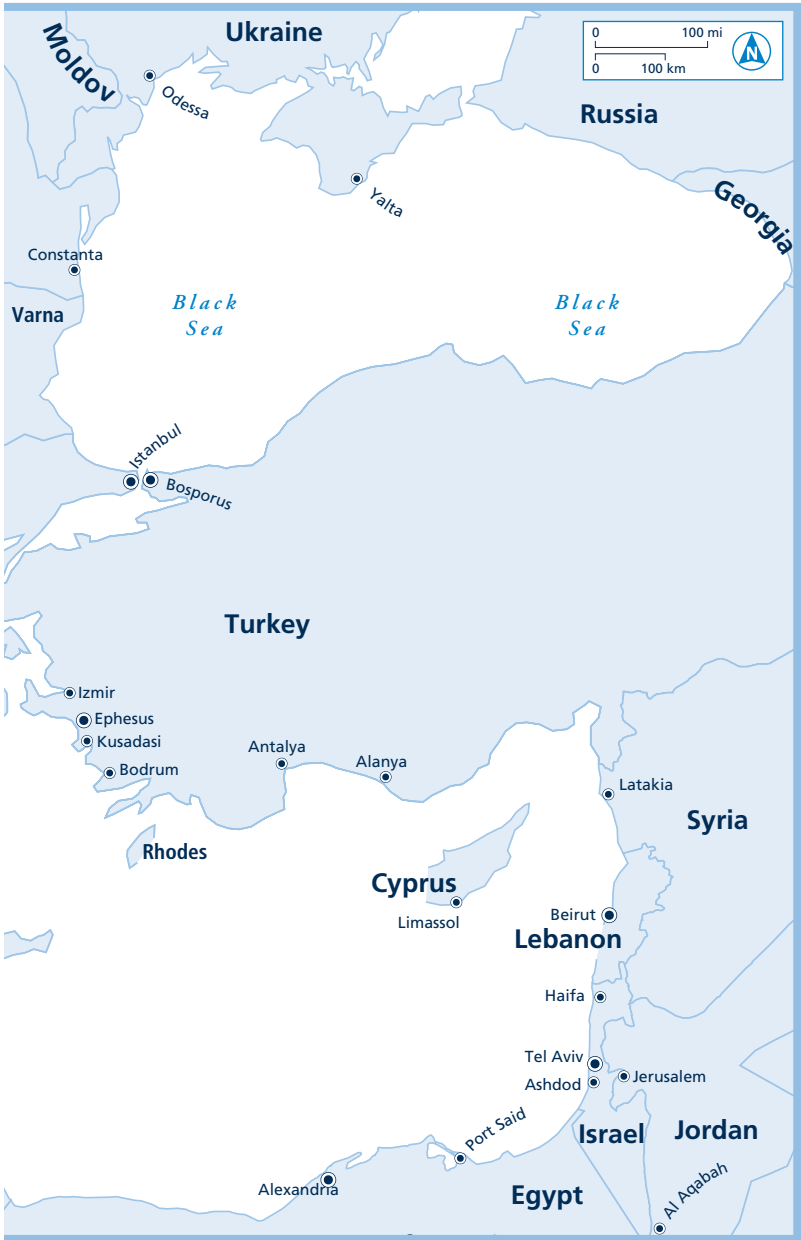 Ukraine
0 100 mi
N
0 100 km
Moldov
Odessa
Russia
Yalta
Georgia
Constanta
Black
Sea
Black
Sea
Varna
Istanbul
Bosporus
Turkey
Izmir
Ephesus
Kusadasi
Bodrum
Antalya
Alanya
Latakia
Syria
Rhodes
Cyprus
Limassol
Beirut
Lebanon
Haifa
Tel Aviv
Ashdod
Jerusalem
Port Said
Israel
Jordan
Alexandria
Egypt
Al Aqabah